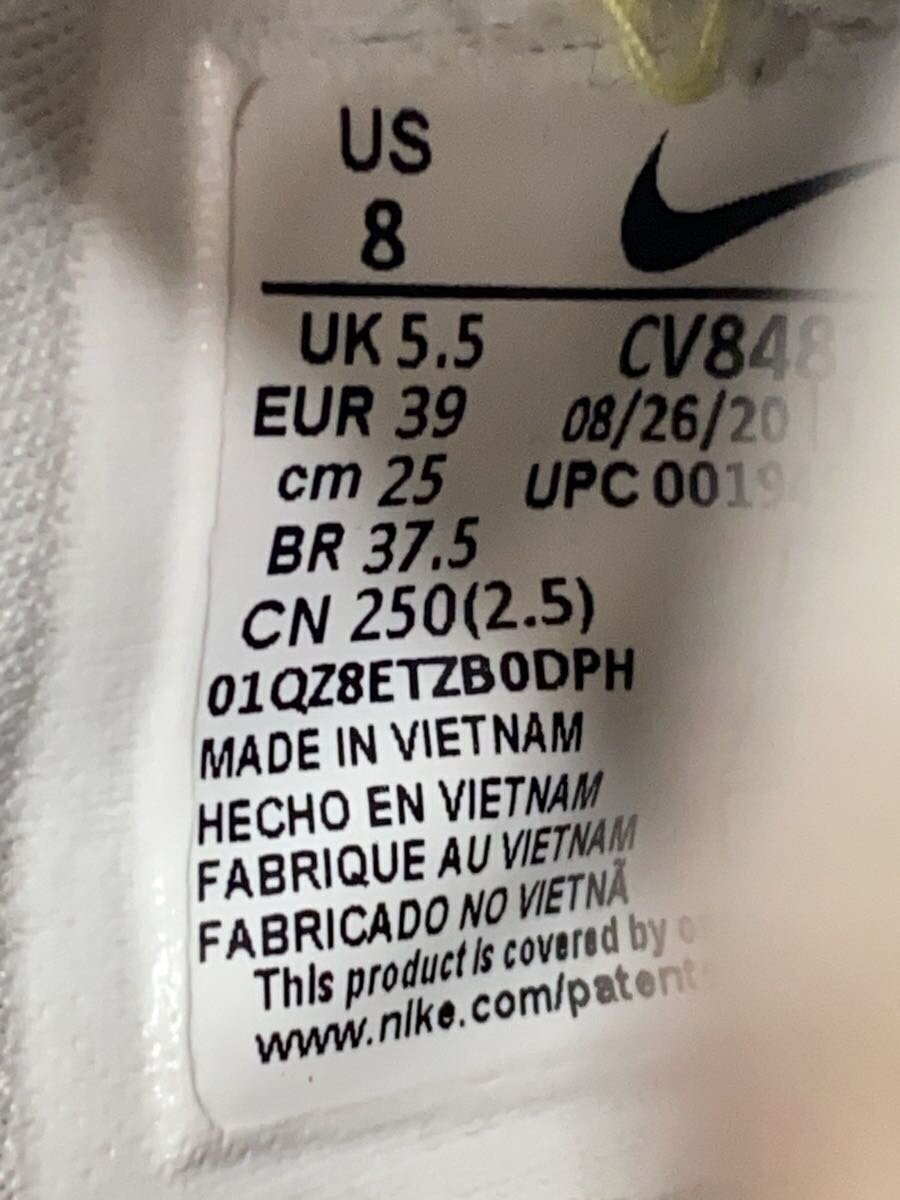 US
8
UK 5.5 CV848
EUR 39 08/26/20
cm 25 UPC 00194
BR 37.5
CN 250(2.5)
01QZ8ETZB0DPH
MADE IN VIETNAM
HECHO EN VIETNAM
FABRIQUE AU VIETNAM
FABRICADO NO VIETNÃ
This product is covered by
www.nike.com/patents